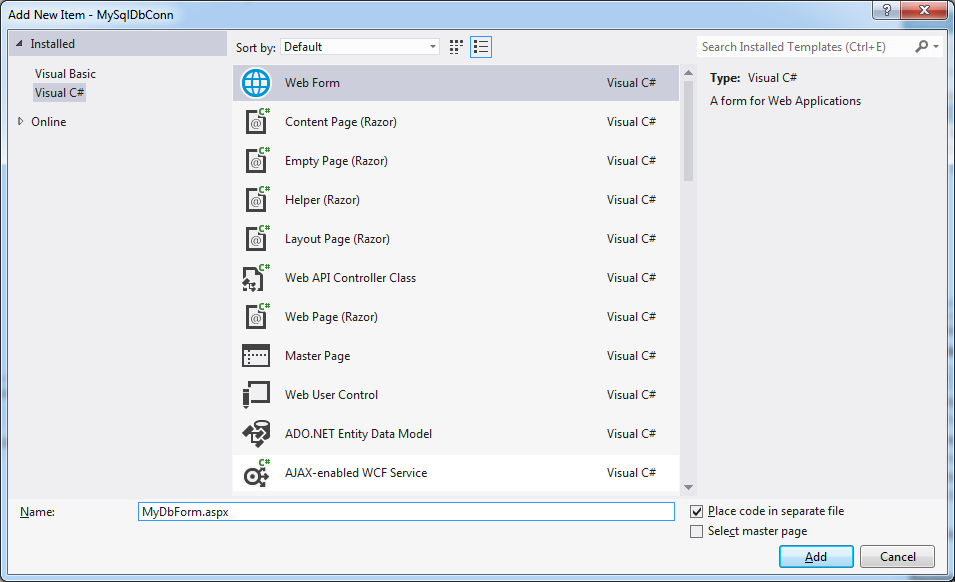 Add New Item - MySqlDbConn
Installed
Visual Basic
Visual C#
Online
Sort by: Default
Web Form Visual C#
C# Content Page (Razor) Visual C#
C# Empty Page (Razor) Visual C#
C# Helper (Razor) Visual C#
C# Layout Page (Razor) Visual C#
C# Web API Controller Class Visual C#
C# Web Page (Razor) Visual C#
Master Page Visual C#
Web User Control Visual C#
ADO.NET Entity Data Model Visual C#
C# AJAX-enabled WCF Service Visual C#
Search Installed Templates (Ctrl+E)
Type: Visual C#
A form for Web Applications
Name: MyDbForm.aspx
Place code in separate file
Select master page
Add Cancel